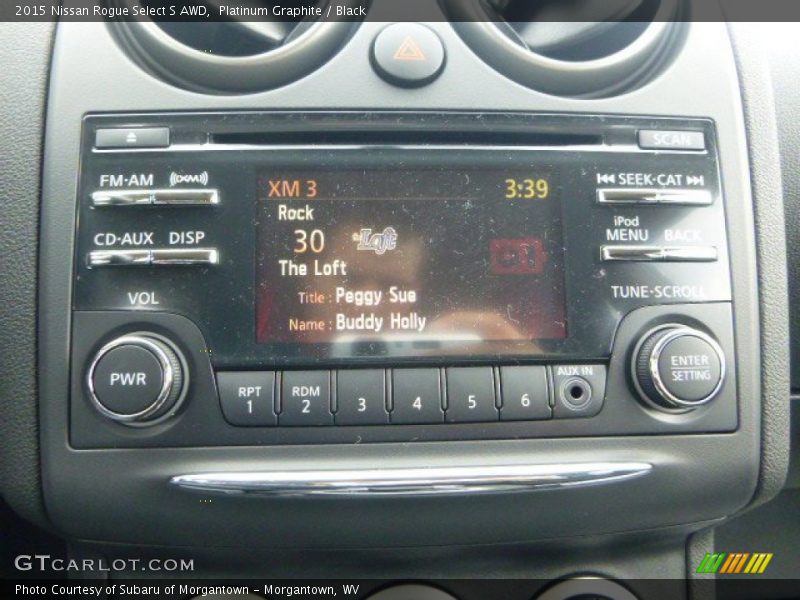 2015 Nissan Rogue Select S AWD, Platinum Graphite / Black
SCAN
FM·AM ((XM))
SEEK·CAT
CD·AUX DISP
iPod
MENU BACK
VOL
TUNE·SCROLL
XM 3 3:39
Rock
30 Loft
The Loft
Title : Peggy Sue
Name : Buddy Holly
PWR
RPT
1
RDM
2
3
4
5
6
AUX IN
ENTER
SETTING
GTCARLOT.COM
Photo Courtesy of Subaru of Morgantown - Morgantown, WV